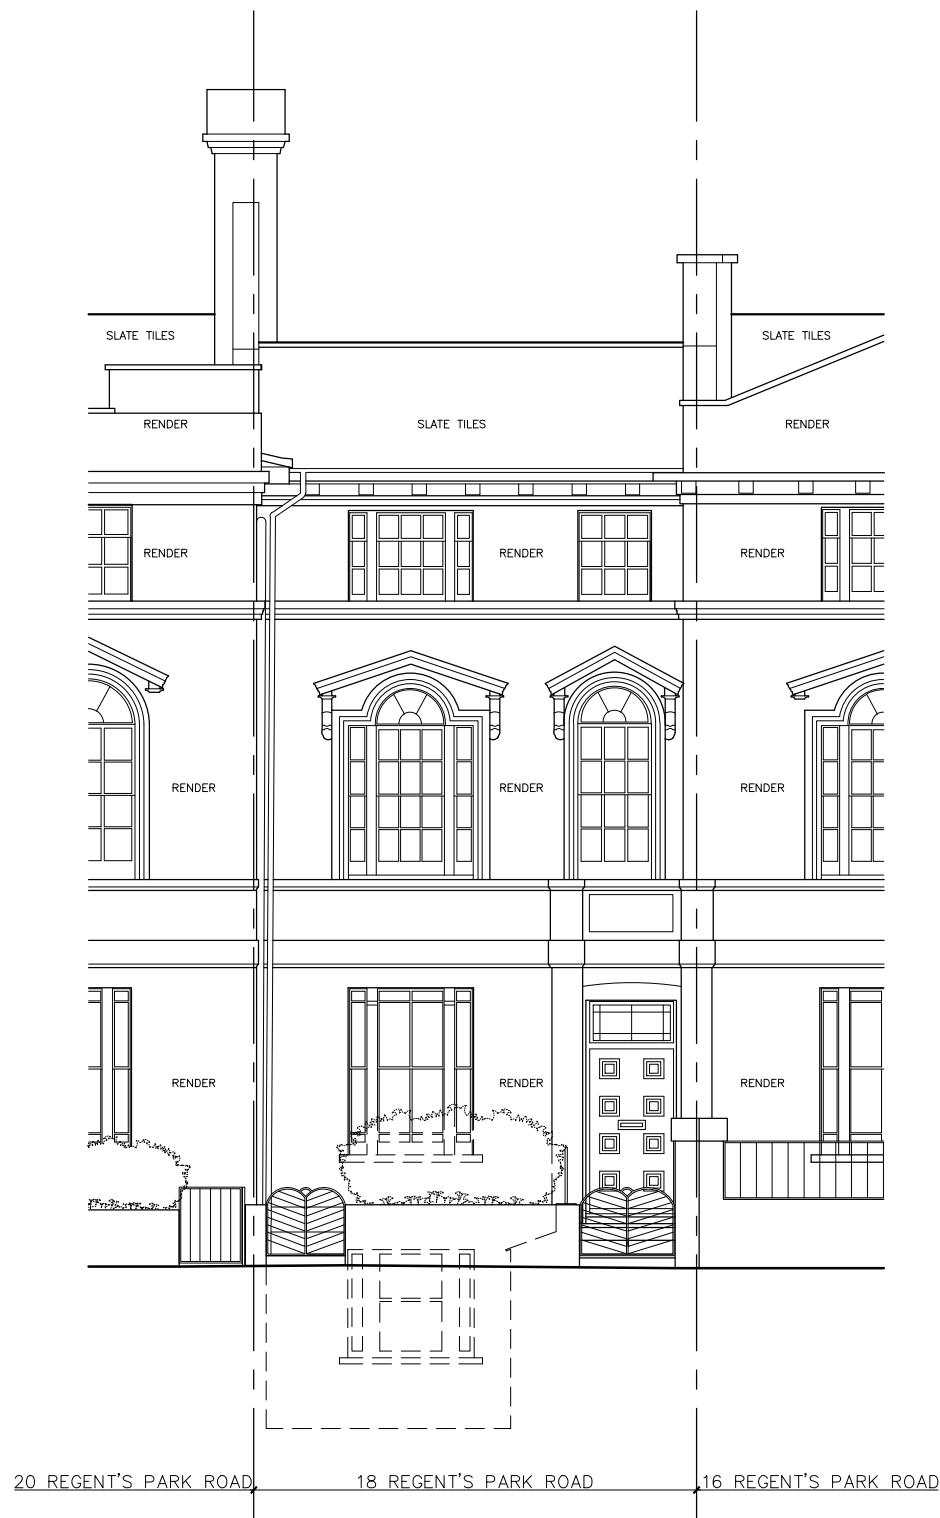 SLATE TILES
SLATE TILES
RENDER
SLATE TILES
RENDER
RENDER
RENDER
RENDER
RENDER
RENDER
RENDER
RENDER
RENDER
RENDER
20 REGENT'S PARK ROAD
18 REGENT'S PARK ROAD
16 REGENT'S PARK ROAD